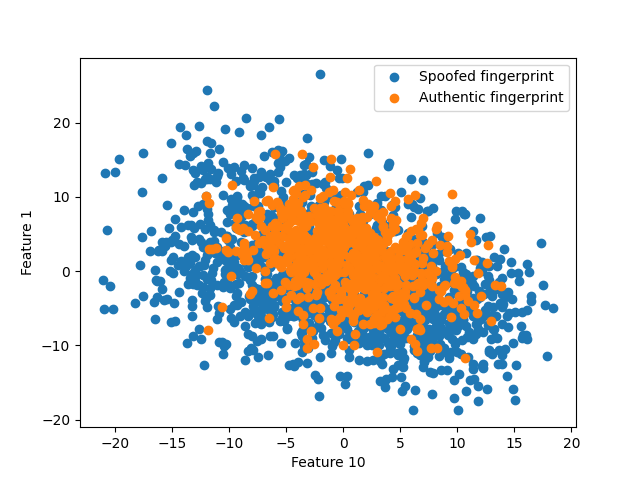 Spoofed fingerprint
Authentic fingerprint
20
10
0
−10
−20
Feature 1
−20 −15 −10 −5 0 5 10 15 20
Feature 10